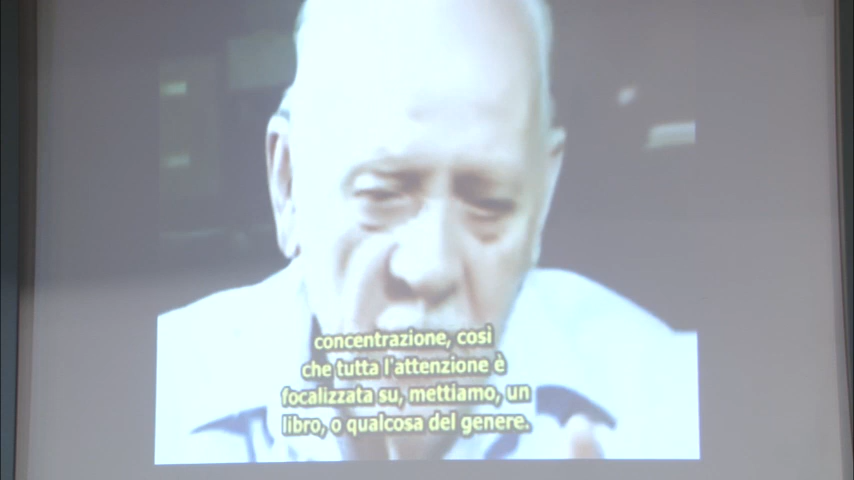 concentrazione, così
che tutta l'attenzione è
focalizzata su, mettiamo, un
libro, o qualcosa del genere.